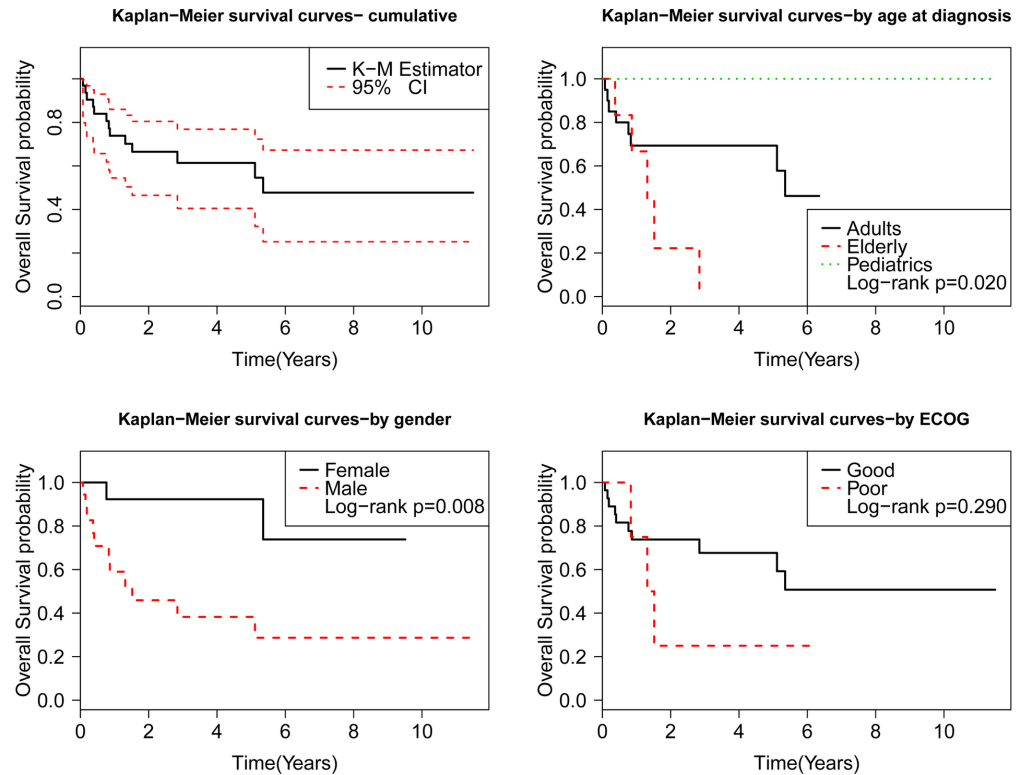 Kaplan−Meier survival curves− cumulative
Overall Survival probability
0.0
0.4
0.8
K−M Estimator
95% CI
0 2 4 6 8 10
Time(Years)
Kaplan−Meier survival curves−by age at diagnosis
Overall Survival probability
1.0
0.8
0.6
0.4
0.2
0.0
Adults
Elderly
Pediatrics
Log−rank p=0.020
0 2 4 6 8 10
Time(Years)
Kaplan−Meier survival curves−by gender
Overall Survival probability
1.0
0.8
0.6
0.4
0.2
0.0
Female
Male
Log−rank p=0.008
0 2 4 6 8 10
Time(Years)
Kaplan−Meier survival curves−by ECOG
Overall Survival probability
1.0
0.8
0.6
0.4
0.2
0.0
Good
Poor
Log−rank p=0.290
0 2 4 6 8 10
Time(Years)